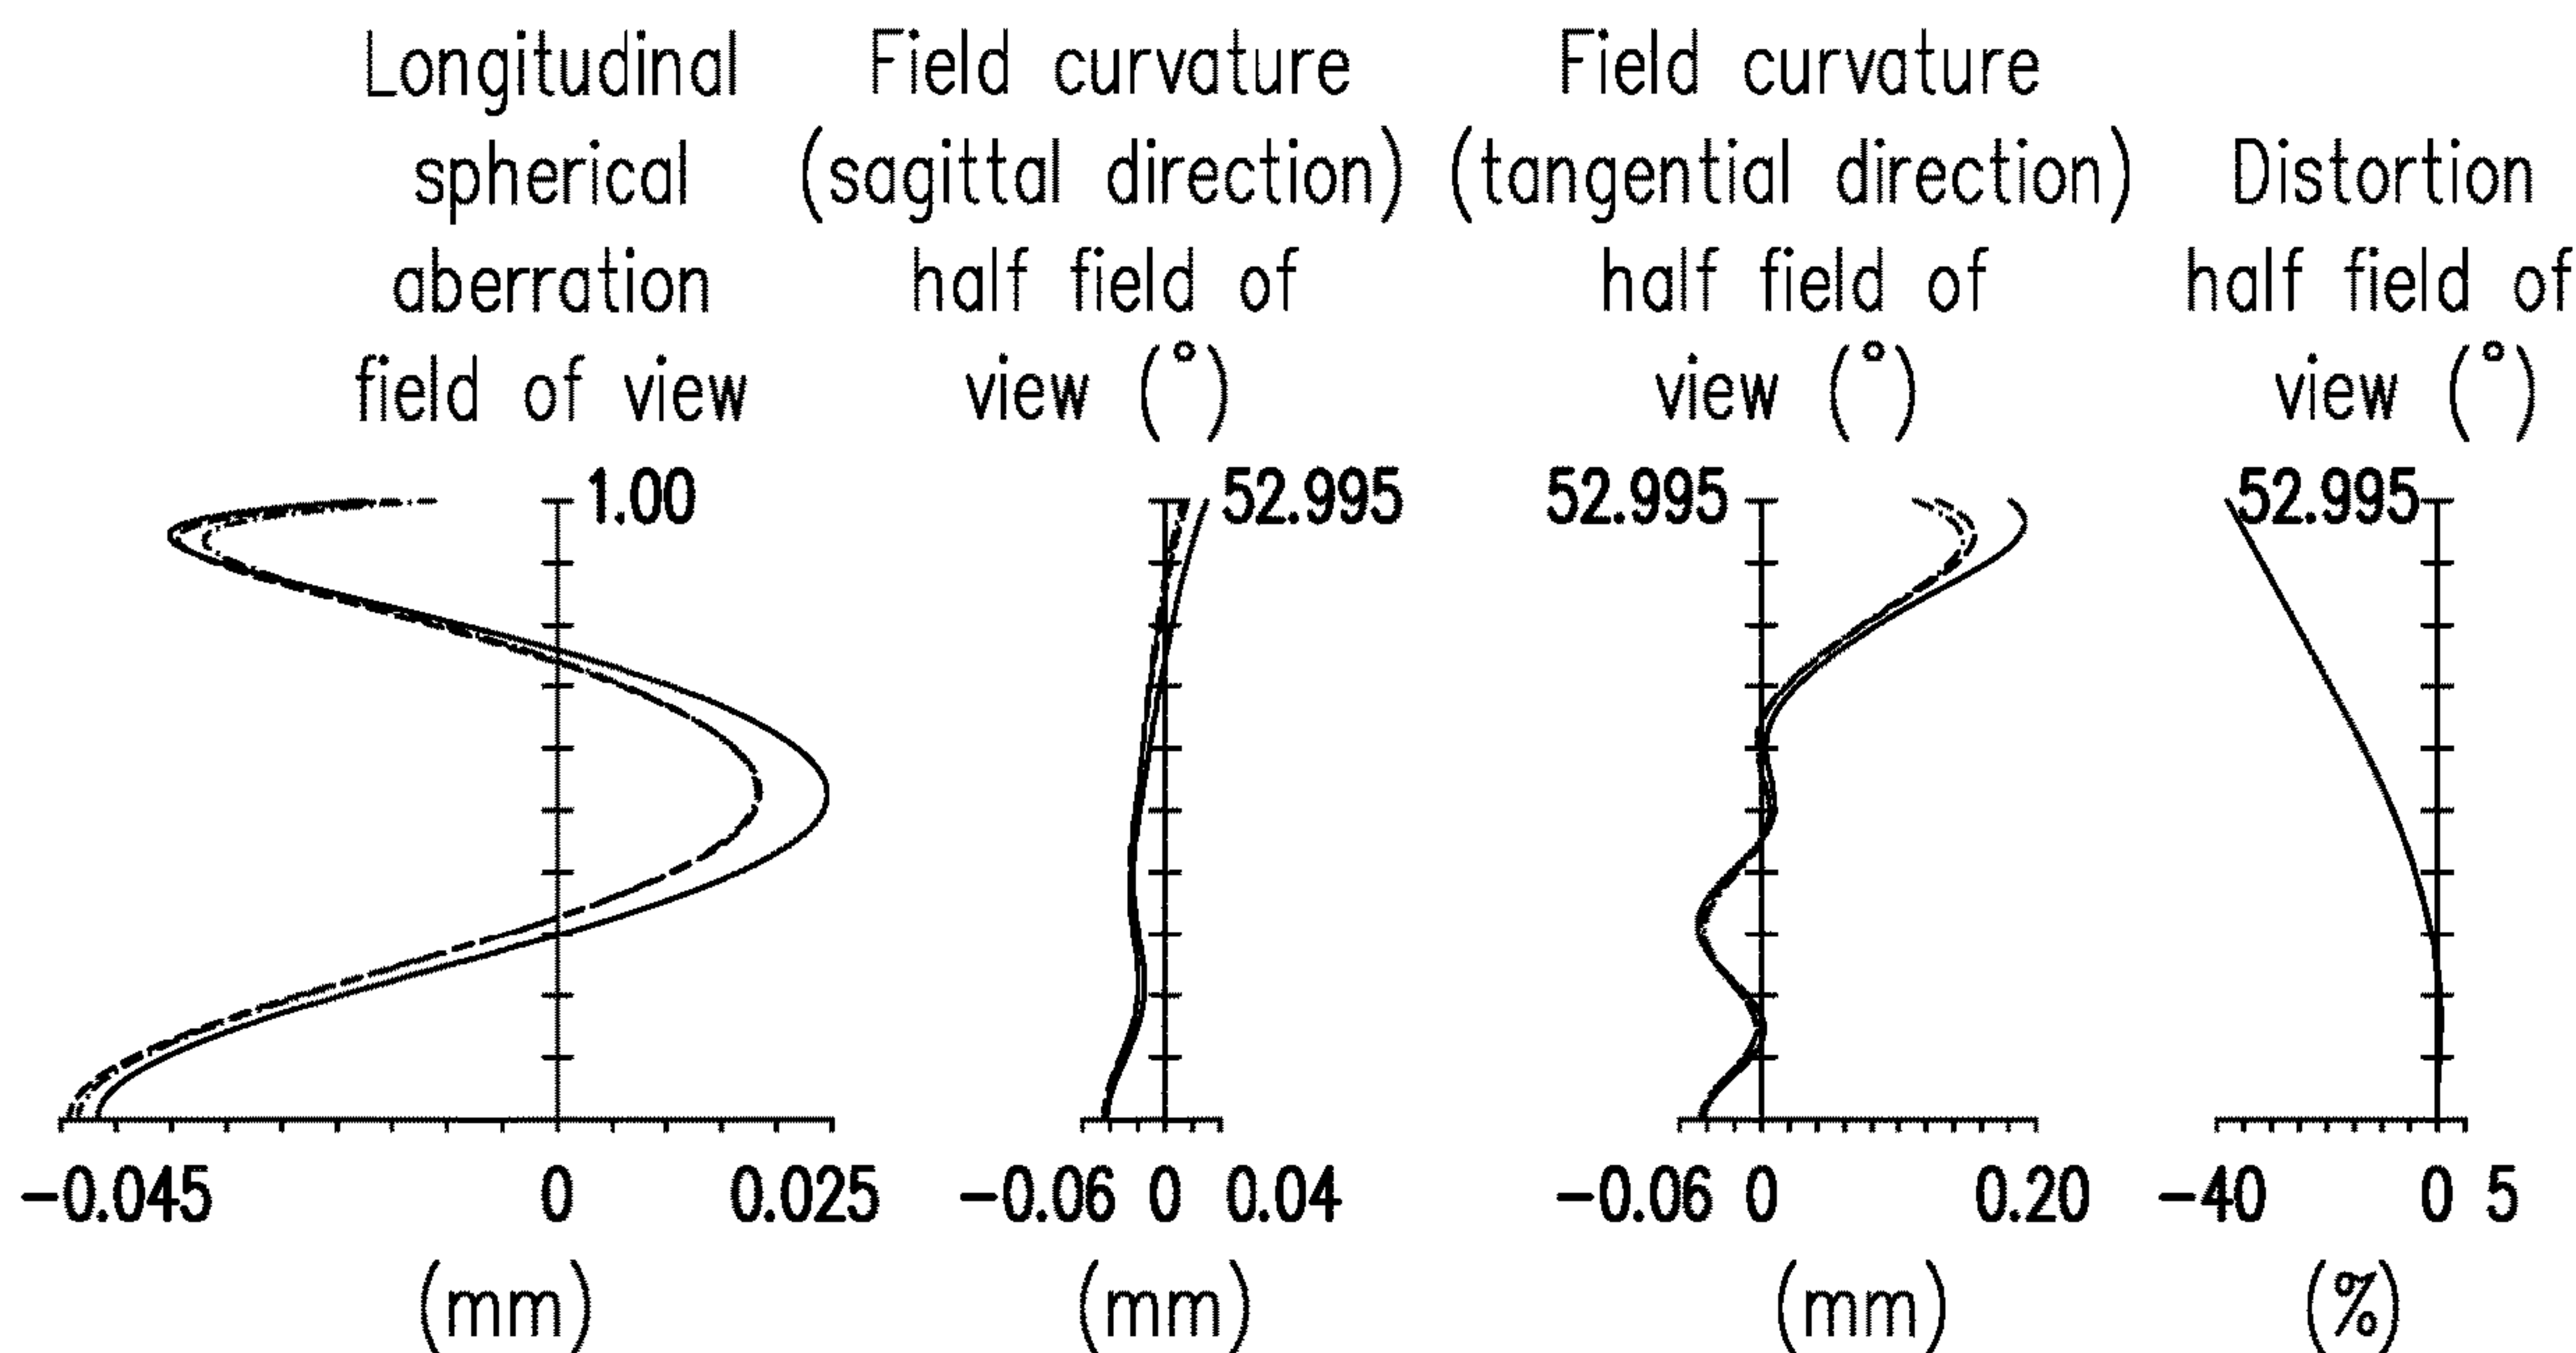 Longitudinal
spherical
aberration
field of view
1.00
-0.045 0 0.025
(mm)
Field curvature
(sagittal direction)
half field of
view (°)
52.995
-0.06 0 0.04
(mm)
Field curvature
(tangential direction)
half field of
view (°)
52.995
-0.06 0 0.20
(mm)
Distortion
half field of
view (°)
52.995
-40 0 5
(%)